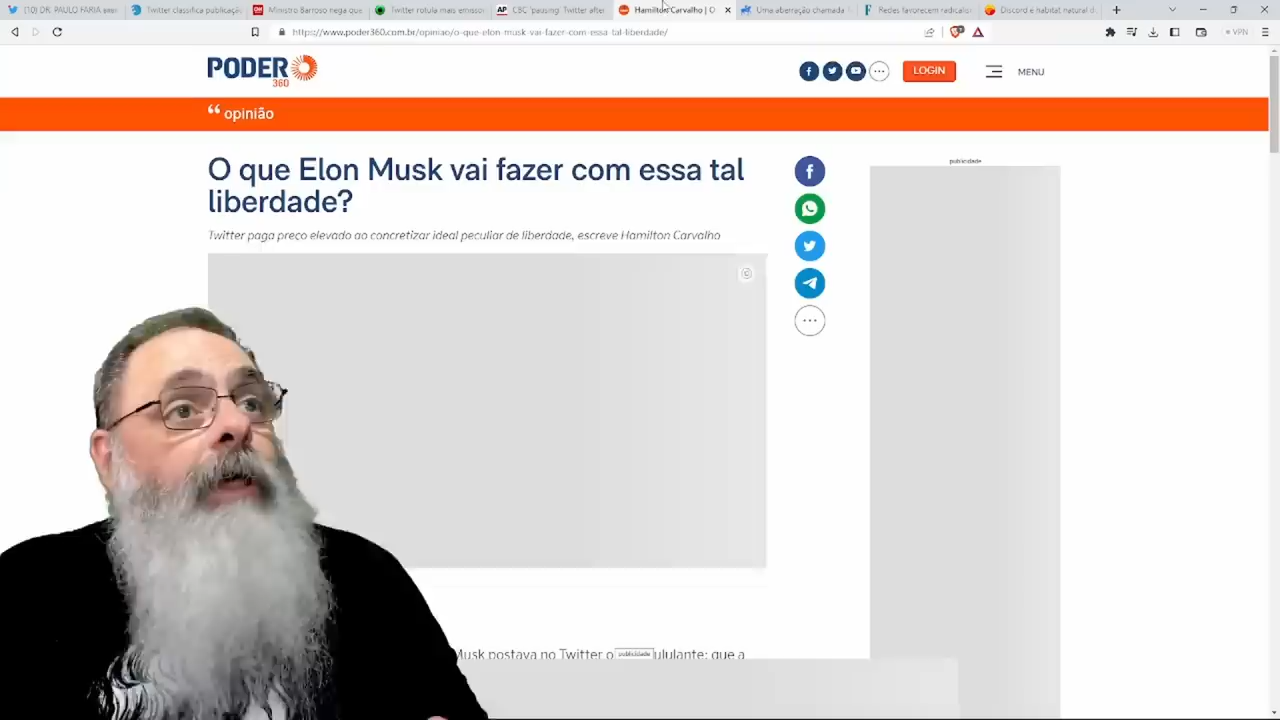 (10) DR. PAULO FARIA
Twitter classifica publicaçã
Ministro Barroso nega que
Twitter rotula mais emissor
AP CBC 'pausing' Twitter after
Hamilton Carvalho | O
Uma aberração chamada
Redes favorecem radicalis
Discord é habitat natural d
https://www.poder360.com.br/opiniao/o-que-elon-musk-vai-fazer-com-essa-tal-liberdade/
VPN
PODER
360
LOGIN
MENU
“ opinião
O que Elon Musk vai fazer com essa tal
liberdade?
publicidade
Twitter paga preço elevado ao concretizar ideal peculiar de liberdade, escreve Hamilton Carvalho
©
Musk postava no Twitter o
publicidade
ululante: que a